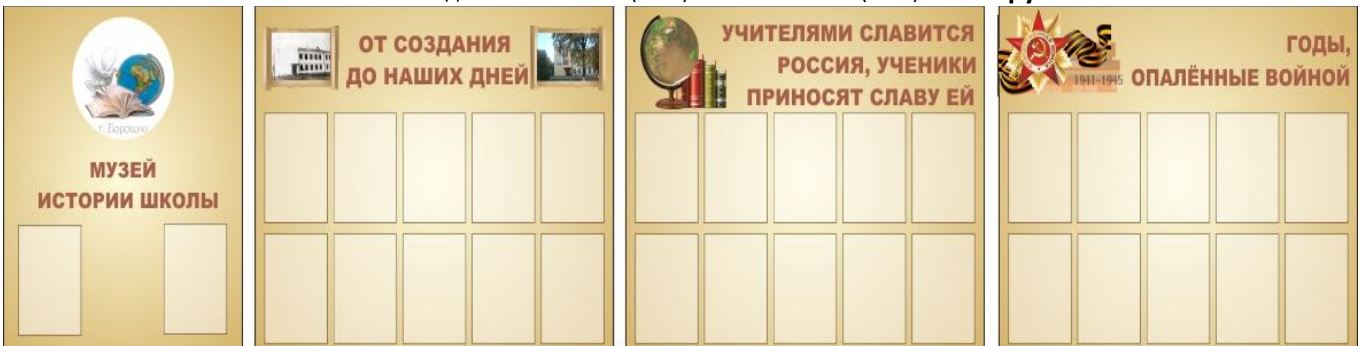 г. Боровичи
МУЗЕЙ
ИСТОРИИ ШКОЛЫ
ОТ СОЗДАНИЯ
ДО НАШИХ ДНЕЙ
УЧИТЕЛЯМИ СЛАВИТСЯ
РОССИЯ, УЧЕНИКИ
ПРИНОСЯТ СЛАВУ ЕЙ
1941-1945
ГОДЫ,
ОПАЛЁННЫЕ ВОЙНОЙ